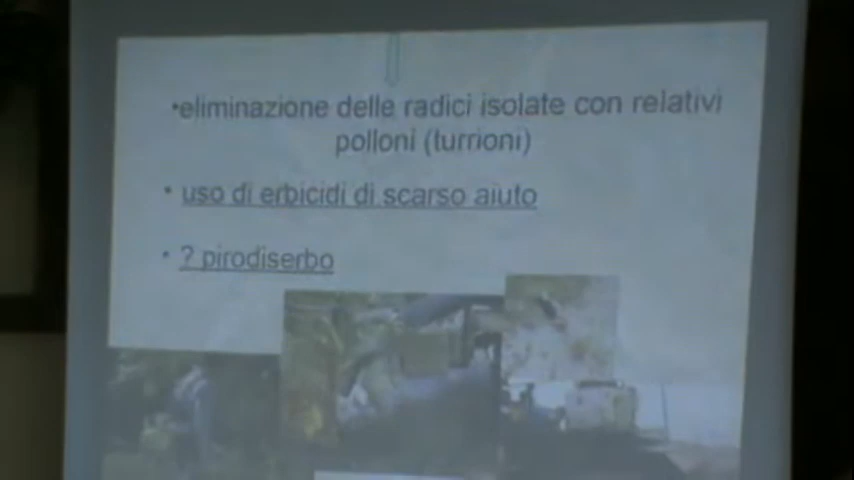 •eliminazione delle radici isolate con relativi
polloni (turrioni)
• uso di erbicidi di scarso aiuto
• ? pirodiserbo